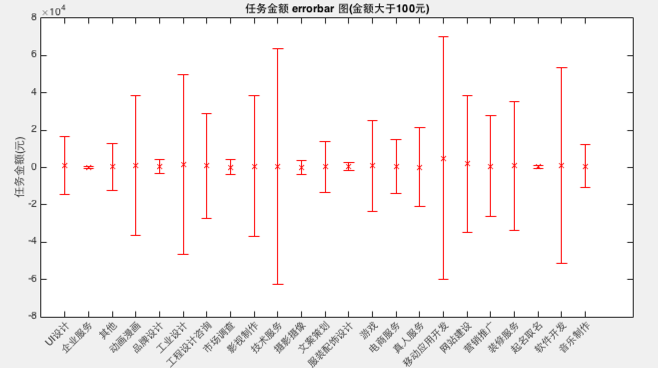 任务金额 errorbar 图(金额大于100元)
×10⁴
8
6
4
2
0
-2
-4
-6
-8
任务金额(元)
UI设计
企业服务
其他
动画漫画
品牌设计
工业设计
工程设计咨询
市场调查
影视制作
技术服务
摄影摄像
文案策划
服装配饰设计
游戏
电商服务
真人服务
移动应用开发
网站建设
营销推广
装修服务
起名取名
软件开发
音乐制作